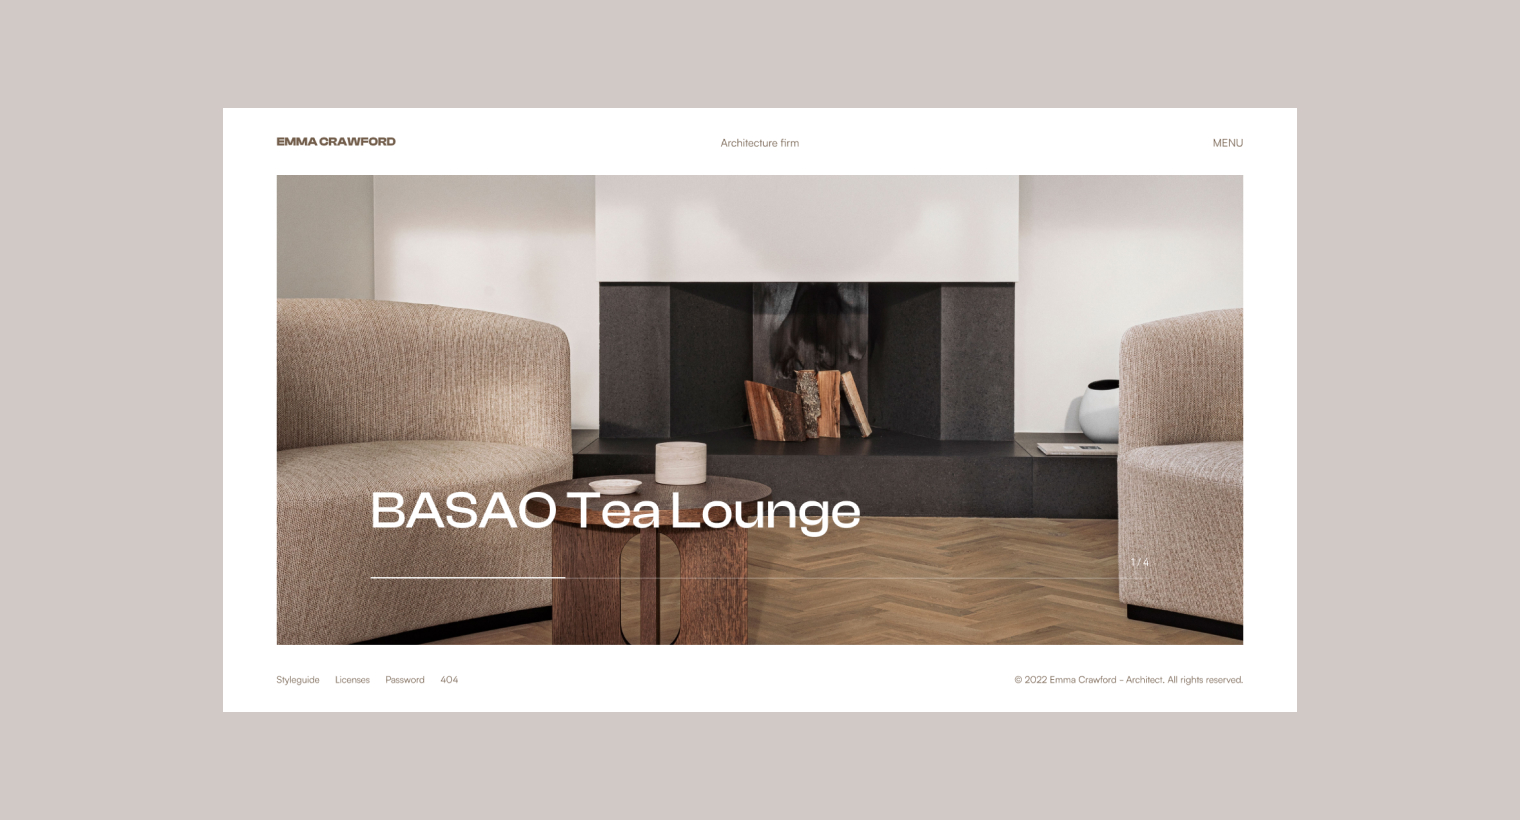 EMMA CRAWFORD
Architecture firm
MENU
BASAO Tea Lounge
1 / 4
Styleguide Licenses Password 404
© 2022 Emma Crawford - Architect. All rights reserved.